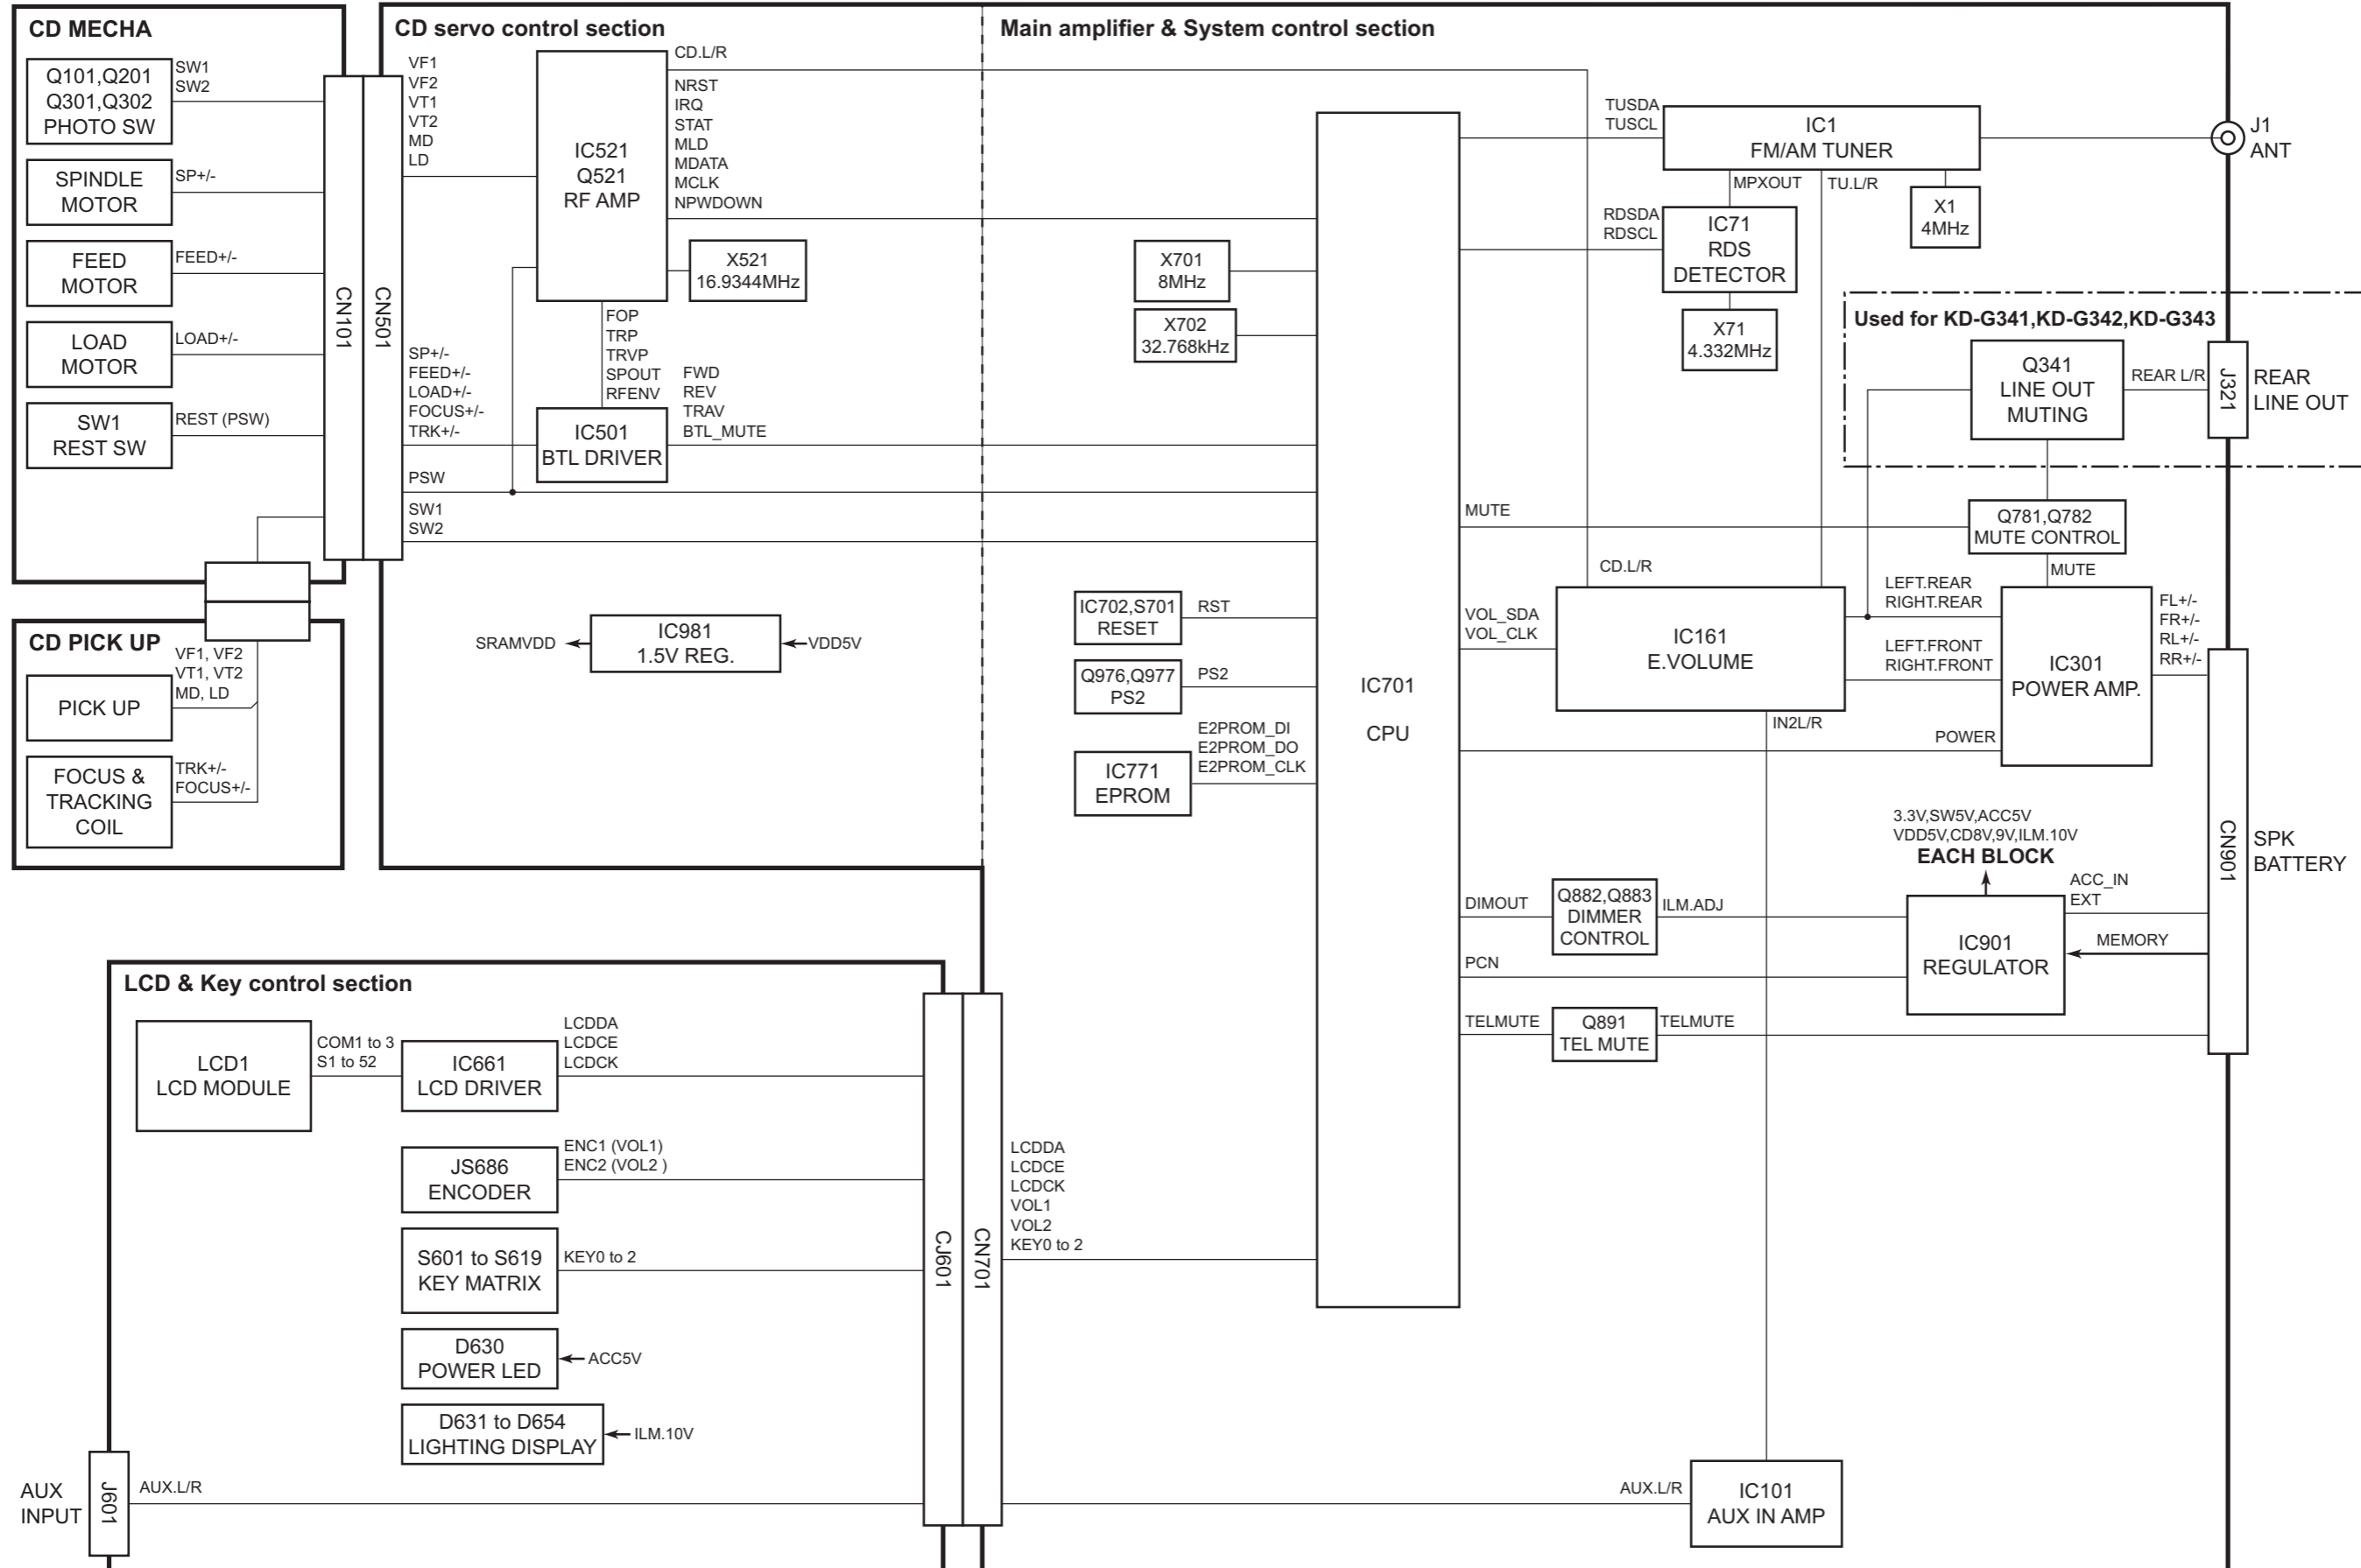 CD MECHA
Q101,Q201
Q301,Q302
PHOTO SW
SW1
SW2
SPINDLE
MOTOR
SP+/-
FEED
MOTOR
FEED+/-
LOAD
MOTOR
LOAD+/-
SW1
REST SW
REST (PSW)
CN101
CN501
CD PICK UP
VF1, VF2
VT1, VT2
MD, LD
PICK UP
FOCUS &
TRACKING
COIL
TRK+/-
FOCUS+/-
CD servo control section
VF1
VF2
VT1
VT2
MD
LD
IC521
Q521
RF AMP
CD.L/R
NRST
IRQ
STAT
MLD
MDATA
MCLK
NPWDOWN
X521
16.9344MHz
FOP
TRP
TRVP
SPOUT
RFENV
SP+/-
FEED+/-
LOAD+/-
FOCUS+/-
TRK+/-
IC501
BTL DRIVER
FWD
REV
TRAV
BTL_MUTE
PSW
SW1
SW2
SRAMVDD
IC981
1.5V REG.
VDD5V
Main amplifier & System control section
X701
8MHz
X702
32.768kHz
IC702,S701
RESET
RST
Q976,Q977
PS2
PS2
IC771
EPROM
E2PROM_DI
E2PROM_DO
E2PROM_CLK
IC701
CPU
TUSDA
TUSCL
IC1
FM/AM TUNER
J1
ANT
MPXOUT
TU.L/R
X1
4MHz
RDSDA
RDSCL
IC71
RDS
DETECTOR
X71
4.332MHz
Used for KD-G341,KD-G342,KD-G343
Q341
LINE OUT
MUTING
REAR L/R
J321
REAR
LINE OUT
MUTE
Q781,Q782
MUTE CONTROL
MUTE
CD.L/R
VOL_SDA
VOL_CLK
IC161
E.VOLUME
LEFT.REAR
RIGHT.REAR
LEFT.FRONT
RIGHT.FRONT
IC301
POWER AMP.
FL+/-
FR+/-
RL+/-
RR+/-
IN2L/R
POWER
3.3V,SW5V,ACC5V
VDD5V,CD8V,9V,ILM.10V
EACH BLOCK
CN901
SPK
BATTERY
DIMOUT
Q882,Q883
DIMMER
CONTROL
ILM.ADJ
IC901
REGULATOR
ACC_IN
EXT
MEMORY
PCN
TELMUTE
Q891
TEL MUTE
TELMUTE
LCD & Key control section
LCD1
LCD MODULE
COM1 to 3
S1 to 52
IC661
LCD DRIVER
LCDDA
LCDCE
LCDCK
JS686
ENCODER
ENC1 (VOL1)
ENC2 (VOL2 )
S601 to S619
KEY MATRIX
KEY0 to 2
D630
POWER LED
ACC5V
D631 to D654
LIGHTING DISPLAY
ILM.10V
CJ601
CN701
LCDDA
LCDCE
LCDCK
VOL1
VOL2
KEY0 to 2
AUX
INPUT
J601
AUX.L/R
AUX.L/R
IC101
AUX IN AMP